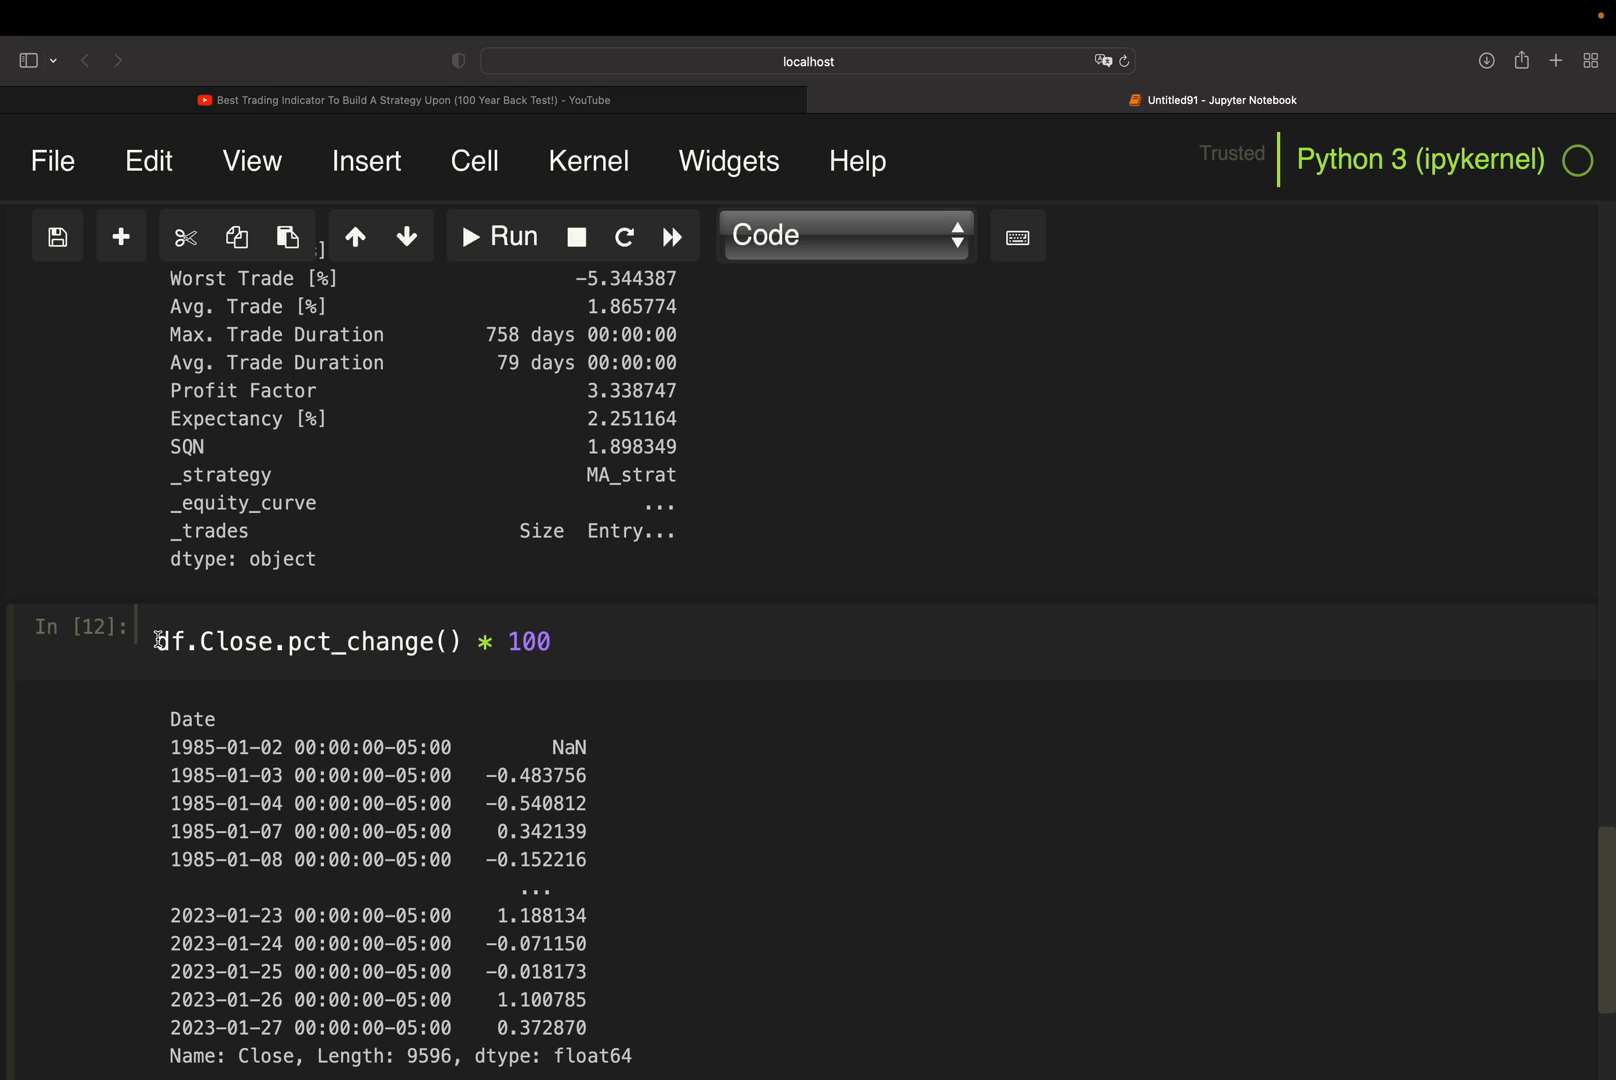 localhost
Best Trading Indicator To Build A Strategy Upon (100 Year Back Test!) - YouTube
Untitled91 - Jupyter Notebook
File Edit View Insert Cell Kernel Widgets Help
Trusted
Python 3 (ipykernel)
Run
Code
]
Worst Trade [%] -5.344387
Avg. Trade [%] 1.865774
Max. Trade Duration 758 days 00:00:00
Avg. Trade Duration 79 days 00:00:00
Profit Factor 3.338747
Expectancy [%] 2.251164
SQN 1.898349
_strategy MA_strat
_equity_curve ...
_trades Size Entry...
dtype: object
In [12]: df.Close.pct_change() * 100
Date
1985-01-02 00:00:00-05:00 NaN
1985-01-03 00:00:00-05:00 -0.483756
1985-01-04 00:00:00-05:00 -0.540812
1985-01-07 00:00:00-05:00 0.342139
1985-01-08 00:00:00-05:00 -0.152216
...
2023-01-23 00:00:00-05:00 1.188134
2023-01-24 00:00:00-05:00 -0.071150
2023-01-25 00:00:00-05:00 -0.018173
2023-01-26 00:00:00-05:00 1.100785
2023-01-27 00:00:00-05:00 0.372870
Name: Close, Length: 9596, dtype: float64